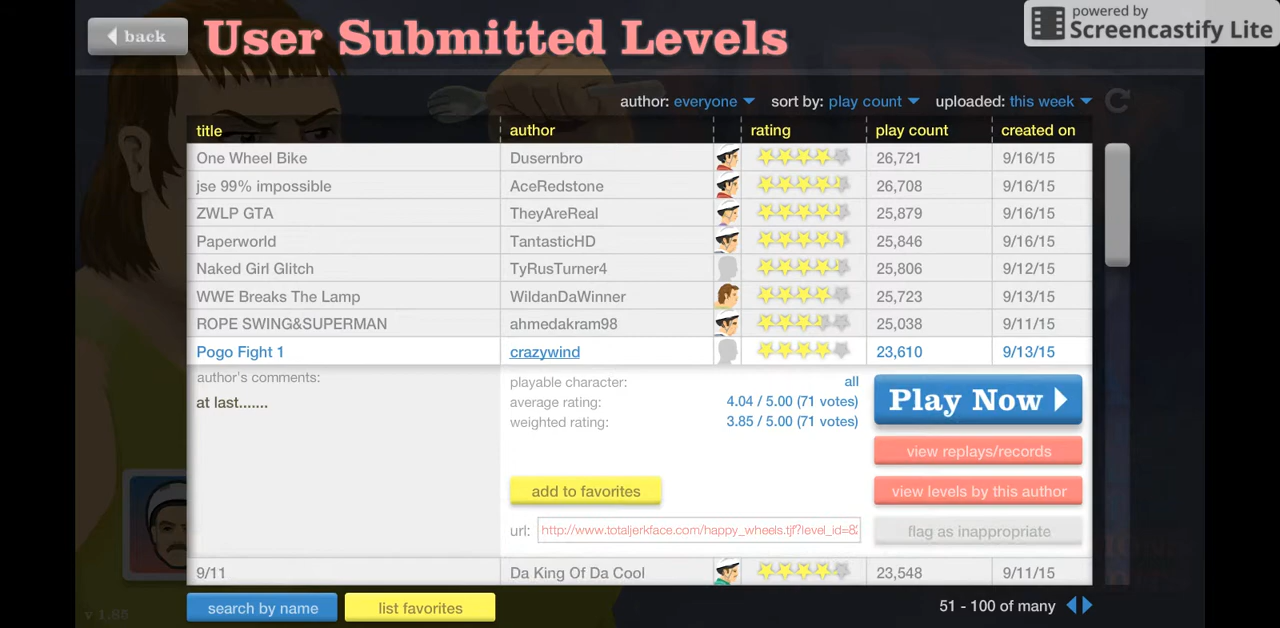 back
User Submitted Levels
powered by
Screencastify Lite
author: everyone sort by: play count uploaded: this week
title author rating play count created on
One Wheel Bike Dusernbro 26,721 9/16/15
jse 99% impossible AceRedstone 26,708 9/16/15
ZWLP GTA TheyAreReal 25,879 9/16/15
Paperworld TantasticHD 25,846 9/16/15
Naked Girl Glitch TyRusTurner4 25,806 9/12/15
WWE Breaks The Lamp WildanDaWinner 25,723 9/13/15
ROPE SWING&SUPERMAN ahmedakram98 25,038 9/11/15
Pogo Fight 1 crazywind 23,610 9/13/15
author's comments:
at last.......
playable character: all
average rating: 4.04 / 5.00 (71 votes)
weighted rating: 3.85 / 5.00 (71 votes)
Play Now
view replays/records
add to favorites
view levels by this author
url: http://www.totaljerkface.com/happy_wheels.tjf?level_id=8
flag as inappropriate
9/11 Da King Of Da Cool 23,548 9/11/15
search by name
list favorites
51 - 100 of many
v 1.85